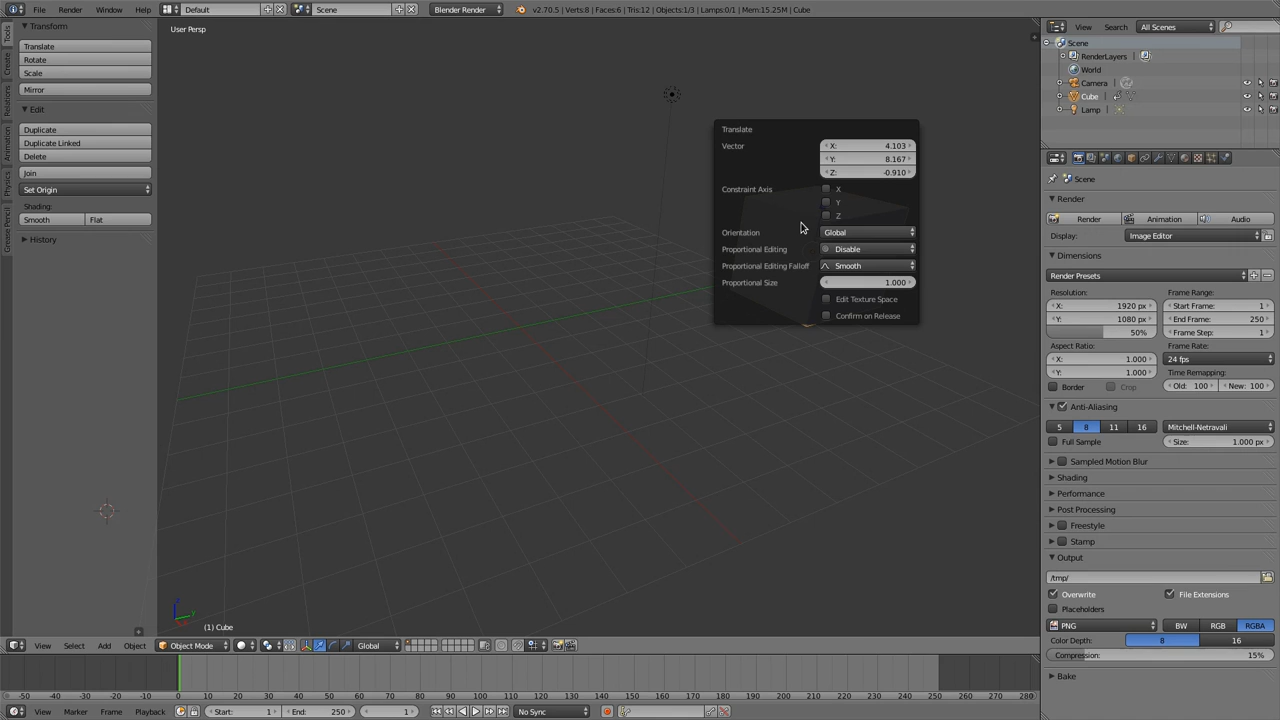 File Render Window Help Default Scene Blender Render v2.70.5 | Verts:8 | Faces:6 | Tris:12 | Objects:1/3 | Lamps:0/1 | Mem:15.25M | Cube
Tools
Create
Relations
Animation
Physics
Grease Pencil
Transform
Translate
Rotate
Scale
Mirror
Edit
Duplicate
Duplicate Linked
Delete
Join
Set Origin
Shading:
Smooth Flat
History
User Persp
Translate
Vector X: 4.103
Y: 8.167
Z: -0.910
Constraint Axis X
Y
Z
Orientation Global
Proportional Editing Disable
Proportional Editing Falloff Smooth
Proportional Size 1.000
Edit Texture Space
Confirm on Release
(1) Cube
View Select Add Object Object Mode Global
View Search All Scenes
Scene
RenderLayers
World
Camera
Cube
Lamp
Scene
Render
Render Animation Audio
Display: Image Editor
Dimensions
Render Presets
Resolution: Frame Range:
X: 1920 px Start Frame: 1
Y: 1080 px End Frame: 250
50% Frame Step: 1
Aspect Ratio: Frame Rate:
X: 1.000 24 fps
Y: 1.000 Time Remapping:
Border Crop Old: 100 New: 100
Anti-Aliasing
5 8 11 16 Mitchell-Netravali
Full Sample Size: 1.000 px
Sampled Motion Blur
Shading
Performance
Post Processing
Freestyle
Stamp
Output
/tmp/
Overwrite File Extensions
Placeholders
PNG BW RGB RGBA
Color Depth: 8 16
Compression: 15%
Bake
-50 -40 -30 -20 -10 0 10 20 30 40 50 60 70 80 90 100 110 120 130 140 150 160 170 180 190 200 210 220 230 240 250 260 270 280
View Marker Frame Playback Start: 1 End: 250 1 No Sync